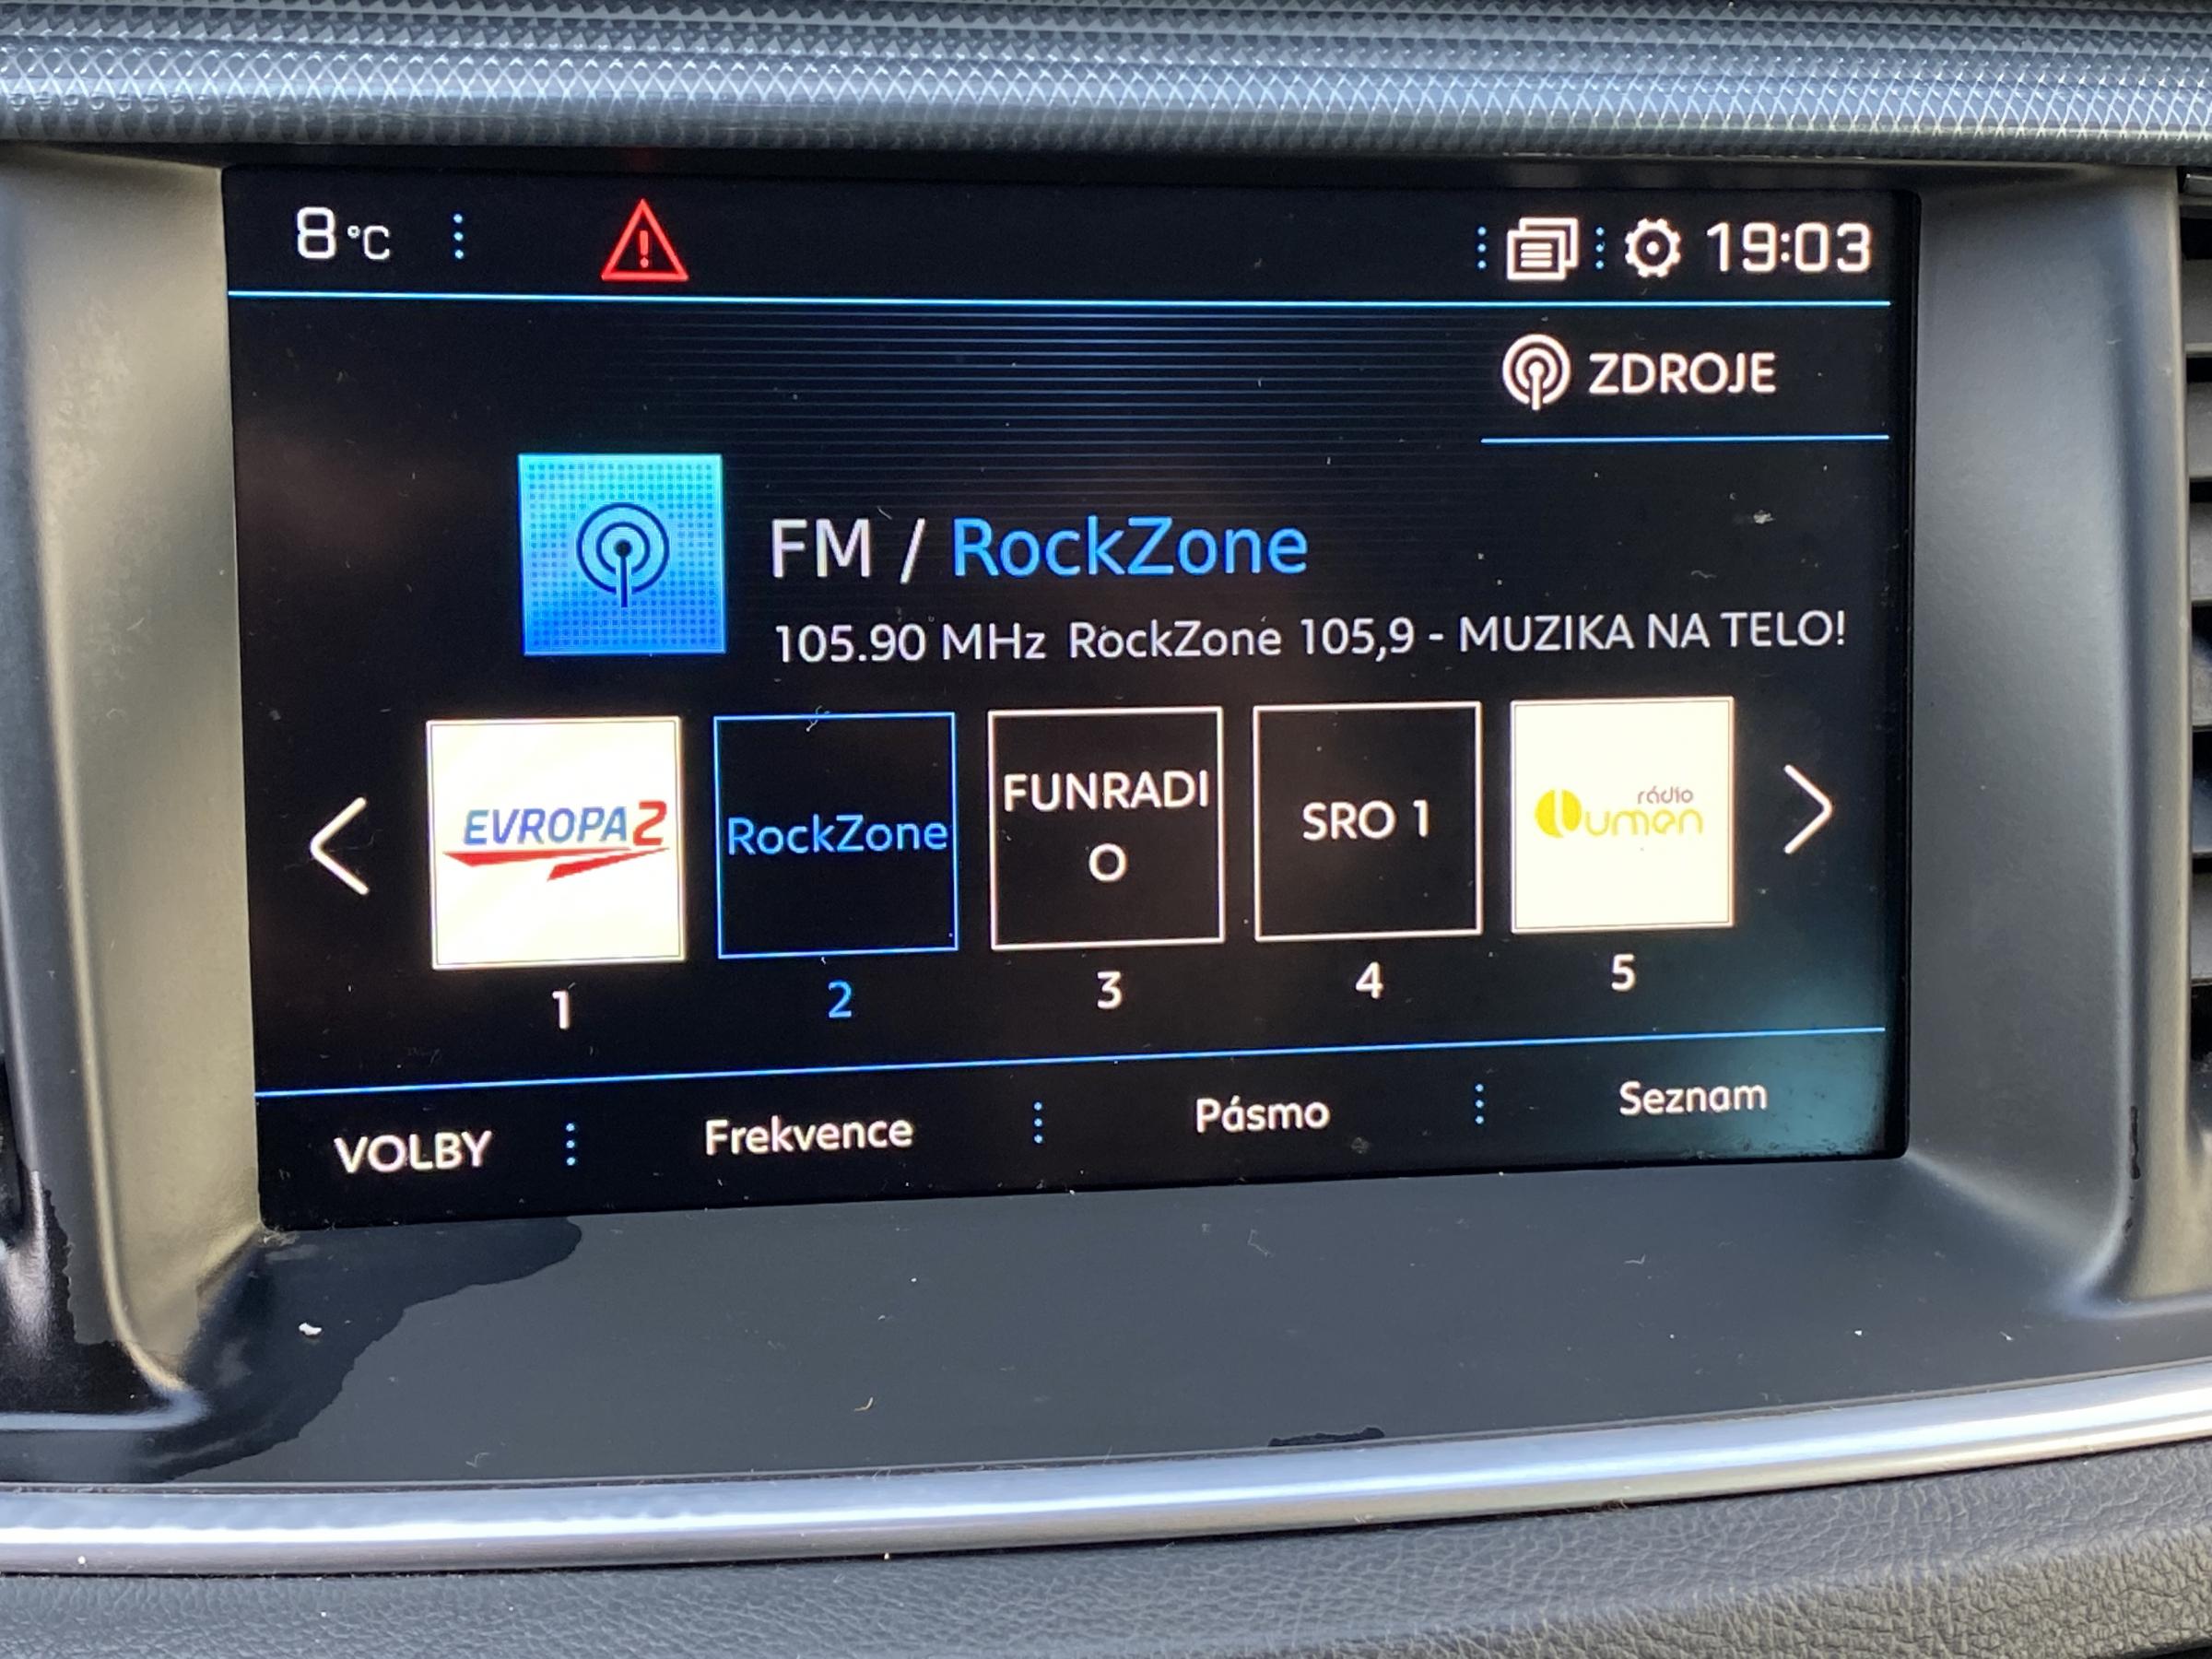 8°C
19:03
ZDROJE
FM / RockZone
105.90 MHz RockZone 105,9 - MUZIKA NA TELO!
EVROPA 2
RockZone
FUNRADI
O
SRO 1
rádio
lumen
1
2
3
4
5
VOLBY
Frekvence
Pásmo
Seznam